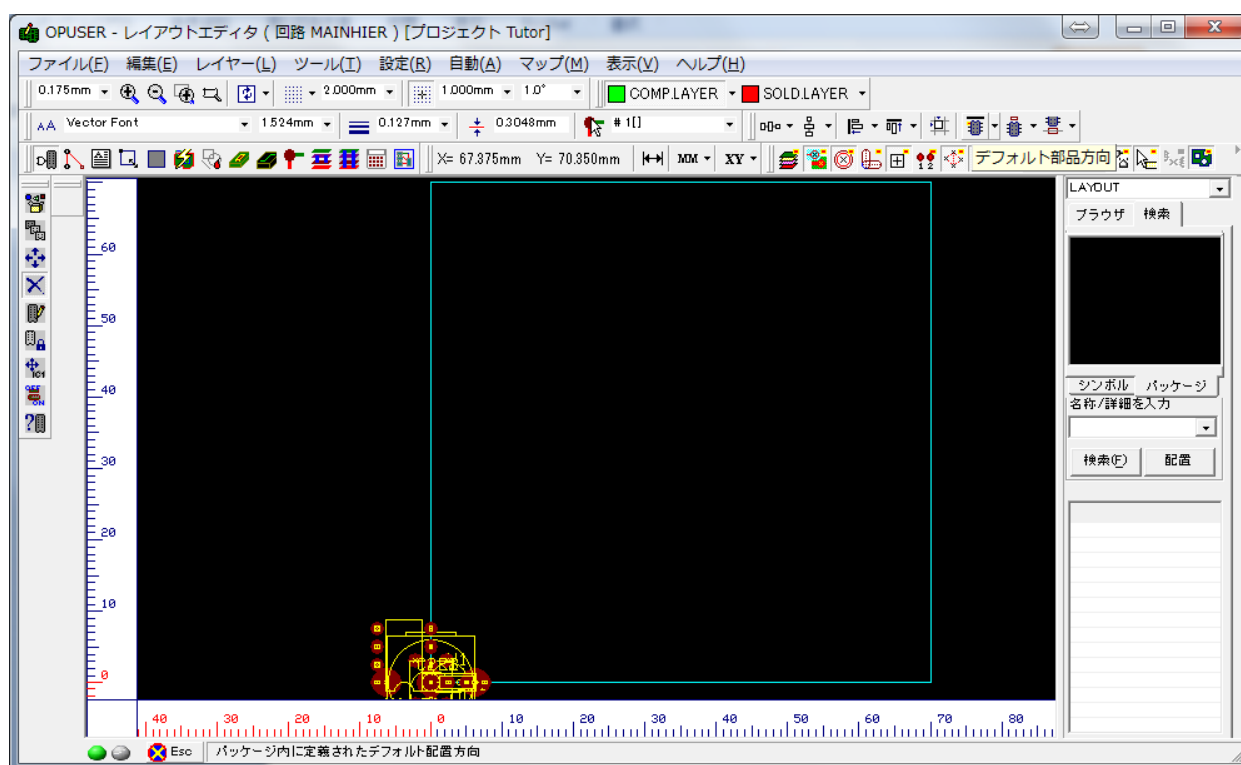 OPUSER - レイアウトエディタ ( 回路 MAINHIER ) [プロジェクト Tutor]
ファイル(F) 編集(E) レイヤー(L) ツール(T) 設定(R) 自動(A) マップ(M) 表示(V) ヘルプ(H)
0.175mm 2.000mm 1.000mm 1.0° COMP.LAYER SOLD.LAYER
AA Vector Font 1.524mm 0.127mm 0.3048mm # 1[]
X= 67.375mm Y= 70.350mm MM XY デフォルト部品方向
LAYOUT
ブラウザ 検索
60
50
40
30
20
10
0
シンボル パッケージ
名称/詳細を入力
検索(F) 配置
40 30 20 10 0 10 20 30 40 50 60 70 80
Esc パッケージ内に定義されたデフォルト配置方向